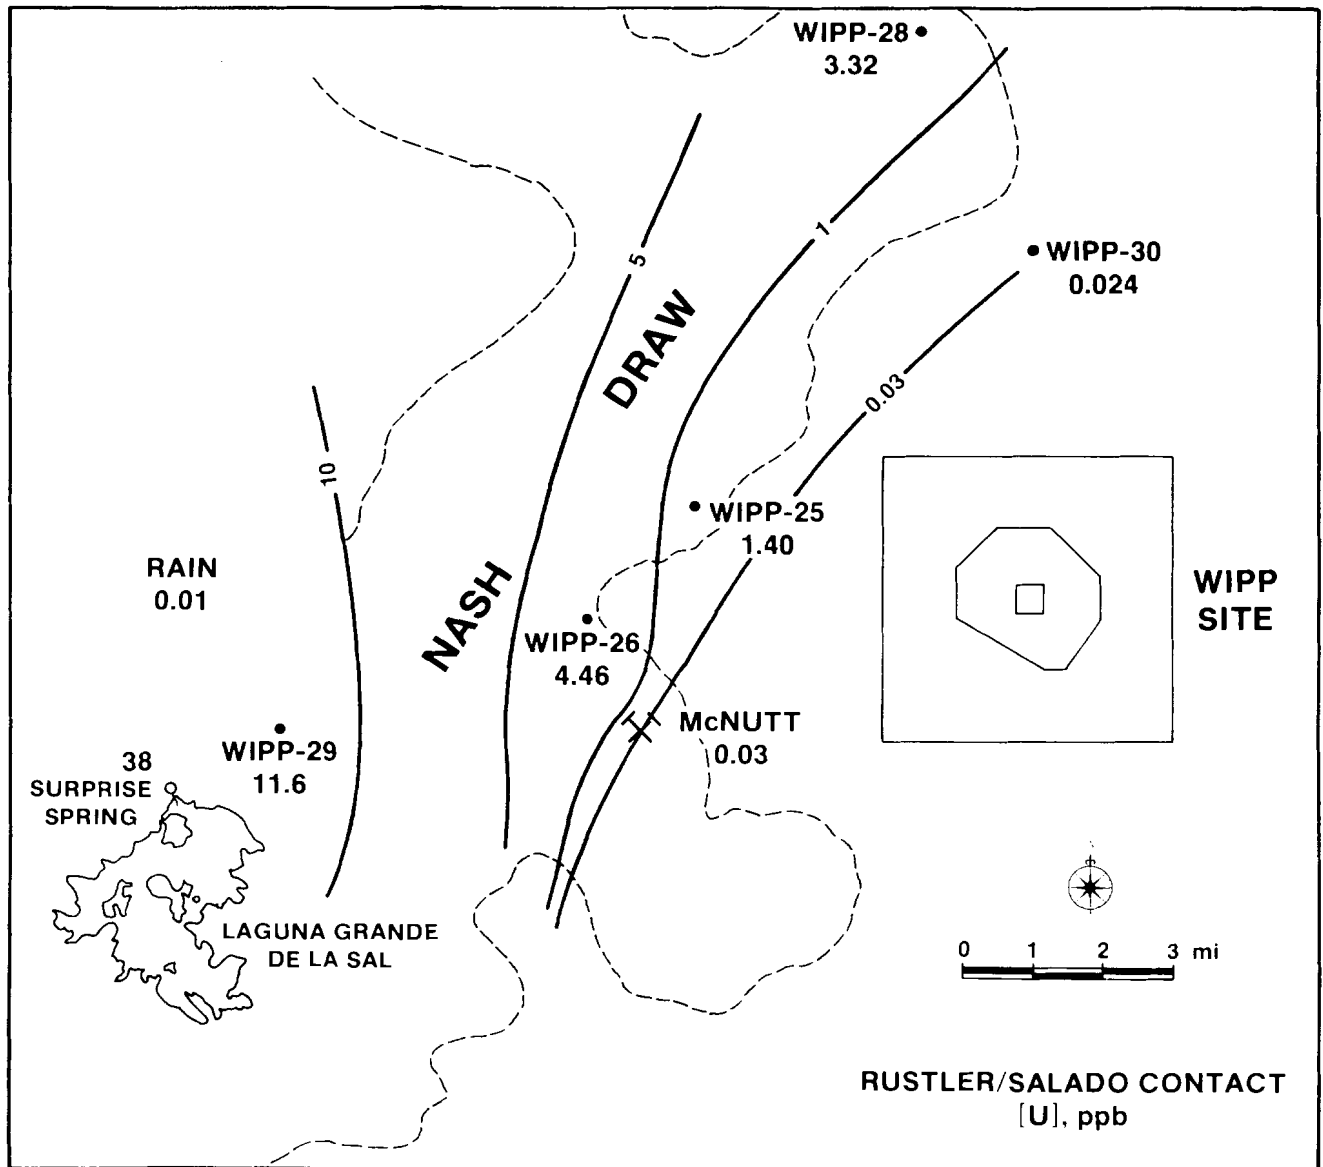 WIPP-28
3.32
1
5
WIPP-30
0.024
DRAW
0.03
10
WIPP-25
1.40
RAIN
0.01
NASH
WIPP
SITE
WIPP-26
4.46
McNUTT
0.03
WIPP-29
11.6
38
SURPRISE
SPRING
LAGUNA GRANDE
DE LA SAL
0 1 2 3 mi
RUSTLER/SALADO CONTACT
[U], ppb